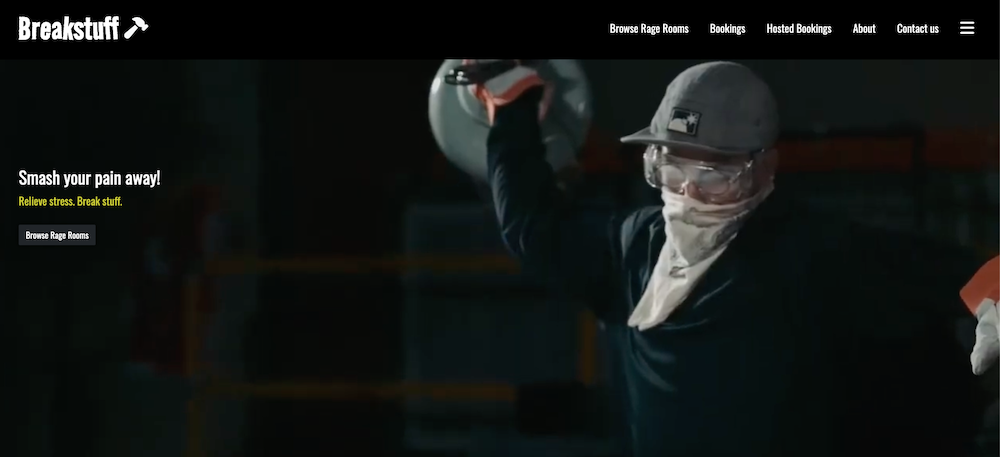 Breakstuff
Browse Rage Rooms
Bookings
Hosted Bookings
About
Contact us
Smash your pain away!
Relieve stress. Break stuff.
Browse Rage Rooms